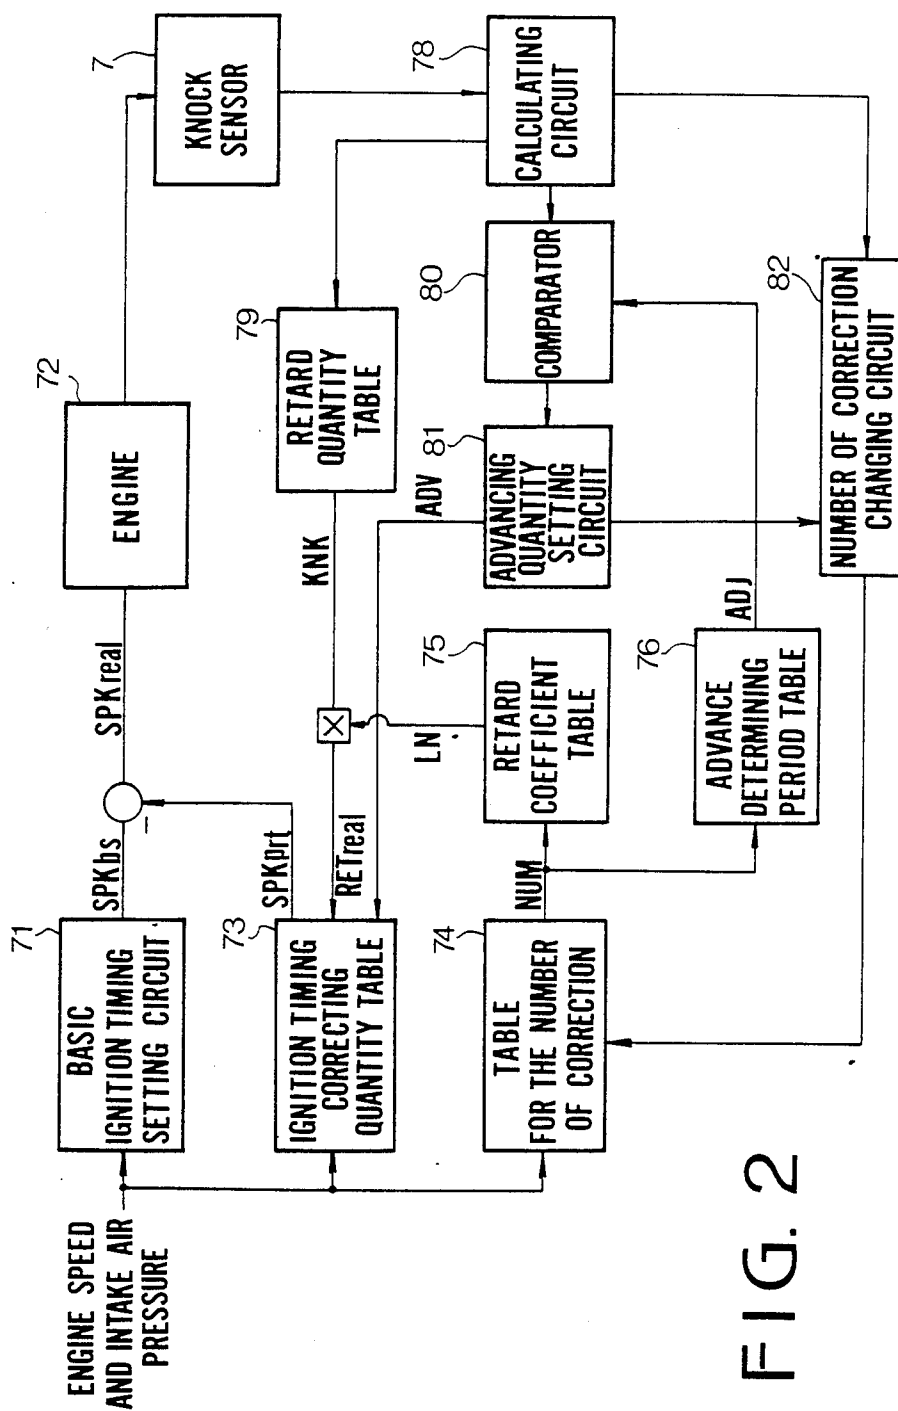 ENGINE SPEED
AND INTAKE AIR
PRESSURE
71
BASIC
IGNITION TIMING
SETTING CIRCUIT
SPKbs
−
SPKreal
72
ENGINE
7
KNOCK
SENSOR
73
IGNITION TIMING
CORRECTING
QUANTITY TABLE
SPKprt
RETreal
×
KNK
79
RETARD
QUANTITY
TABLE
74
TABLE
FOR THE NUMBER
OF CORRECTION
NUM
75
RETARD
COEFFICIENT
TABLE
LN
ADV
81
ADVANCING
QUANTITY
SETTING
CIRCUIT
80
COMPARATOR
78
CALCULATING
CIRCUIT
76
ADVANCE
DETERMINING
PERIOD TABLE
ADJ
82
NUMBER OF CORRECTION
CHANGING CIRCUIT
FIG. 2